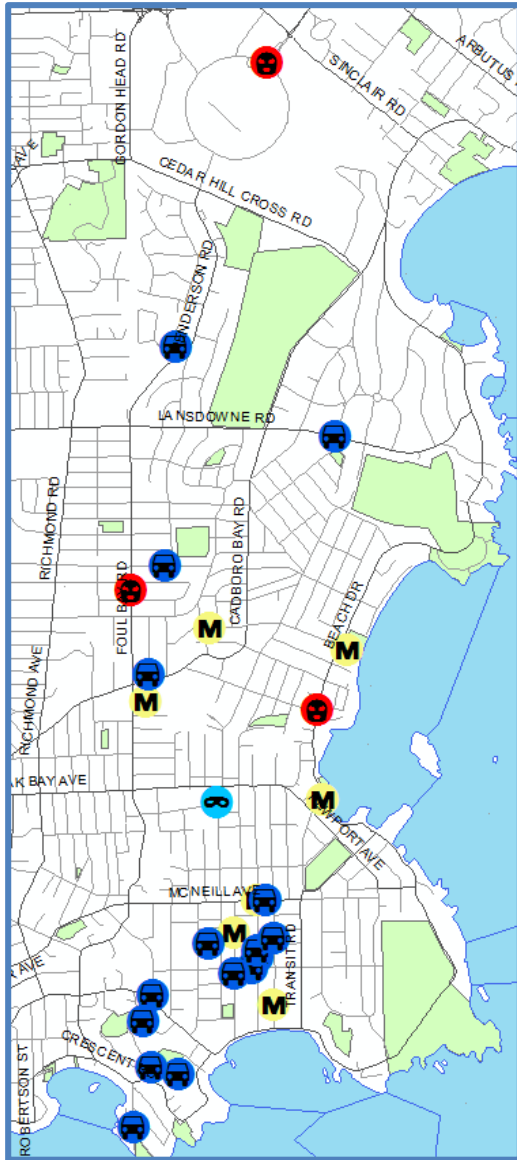 GORDON HEAD RD
SINCLAIR RD
ARBUTUS
AVE
CEDAR HILL CROSS RD
HENDERSON RD
LANSDOWNE RD
RICHMOND RD
CADBORO BAY RD
FOUL BAY RD
M
BEACH DR
M
RICHMOND AVE
M
AK BAY AVE
M
WPORT AVE
MCNEILL AVE
M
TRANSIT RD
AVE
M
CRESCENT
ROBERTSON ST